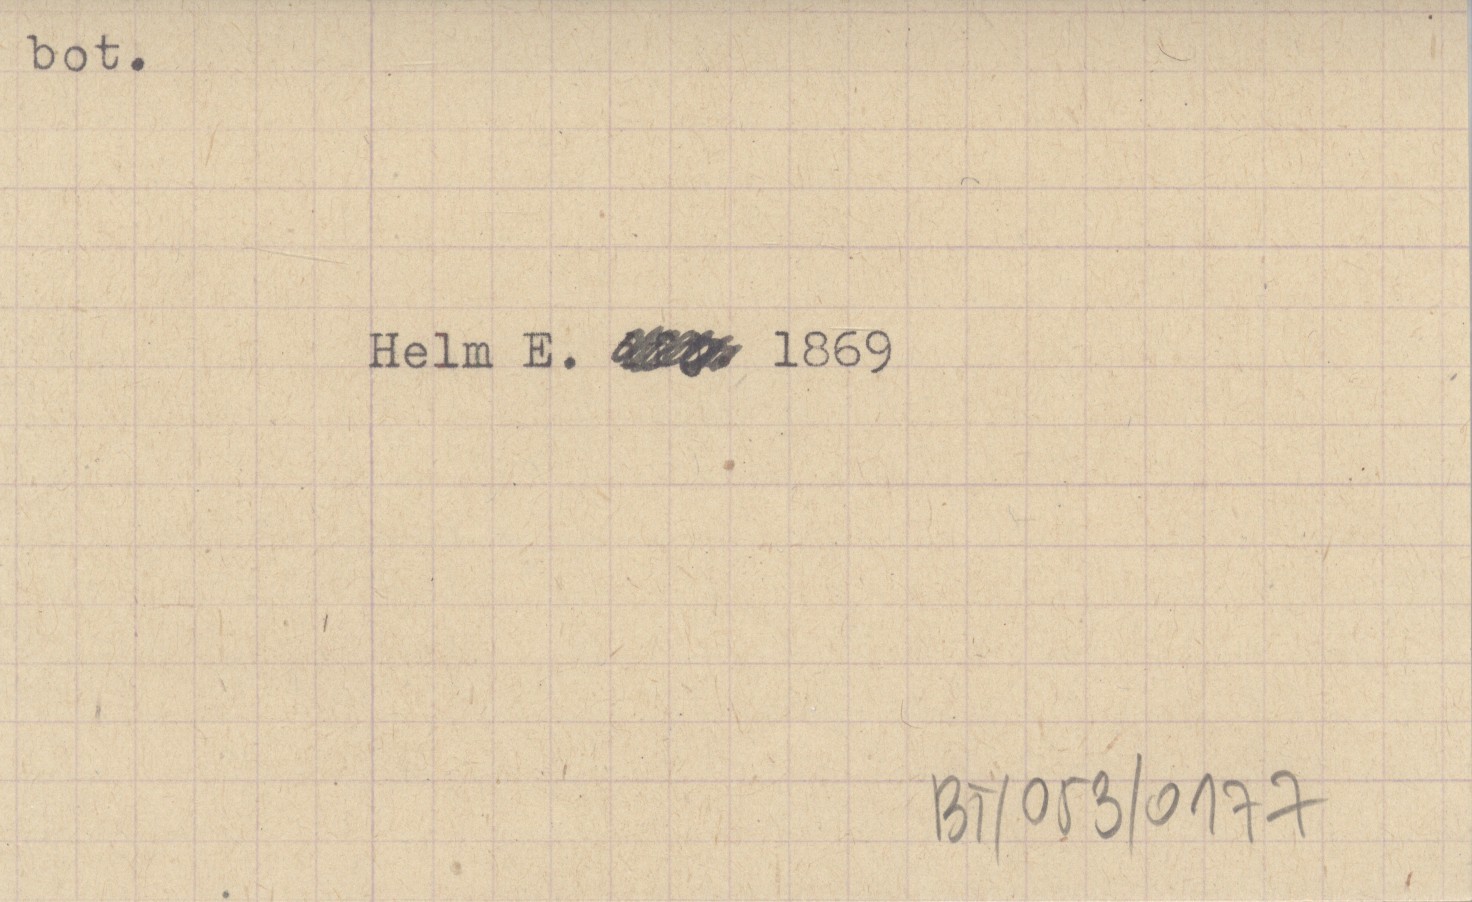 bot.
Helm E. 1869
BT/053/0177